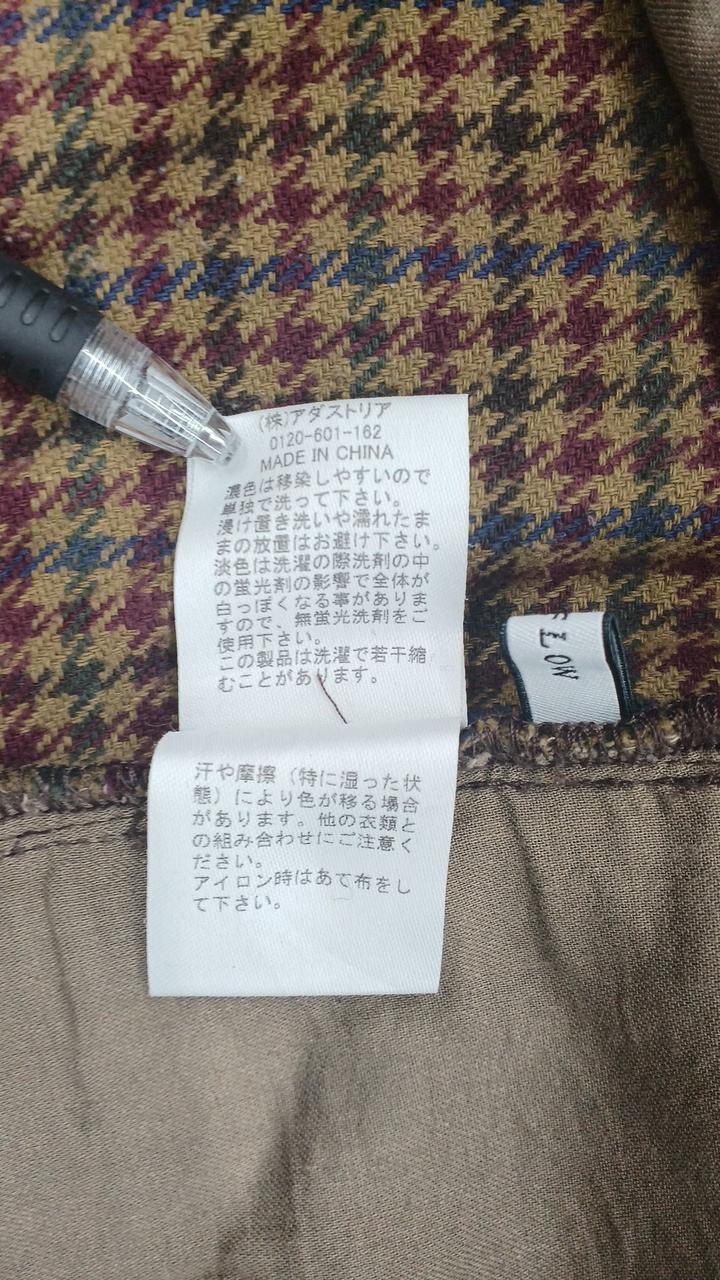 (株)アダストリア
0120-601-162
MADE IN CHINA
濃色は移染しやすいので
単独で洗って下さい。
浸け置き洗いや濡れたま
まの放置はお避け下さい。
淡色は洗濯の際洗剤の中
の蛍光剤の影響で全体が
白っぽくなる事がありま
すので、無蛍光洗剤をご
使用下さい。
この製品は洗濯で若干縮
むことがあります。
汗や摩擦（特に湿った状
態）により色が移る場合
があります。他の衣類と
の組み合わせにご注意く
ださい。
アイロン時はあて布をし
て下さい。